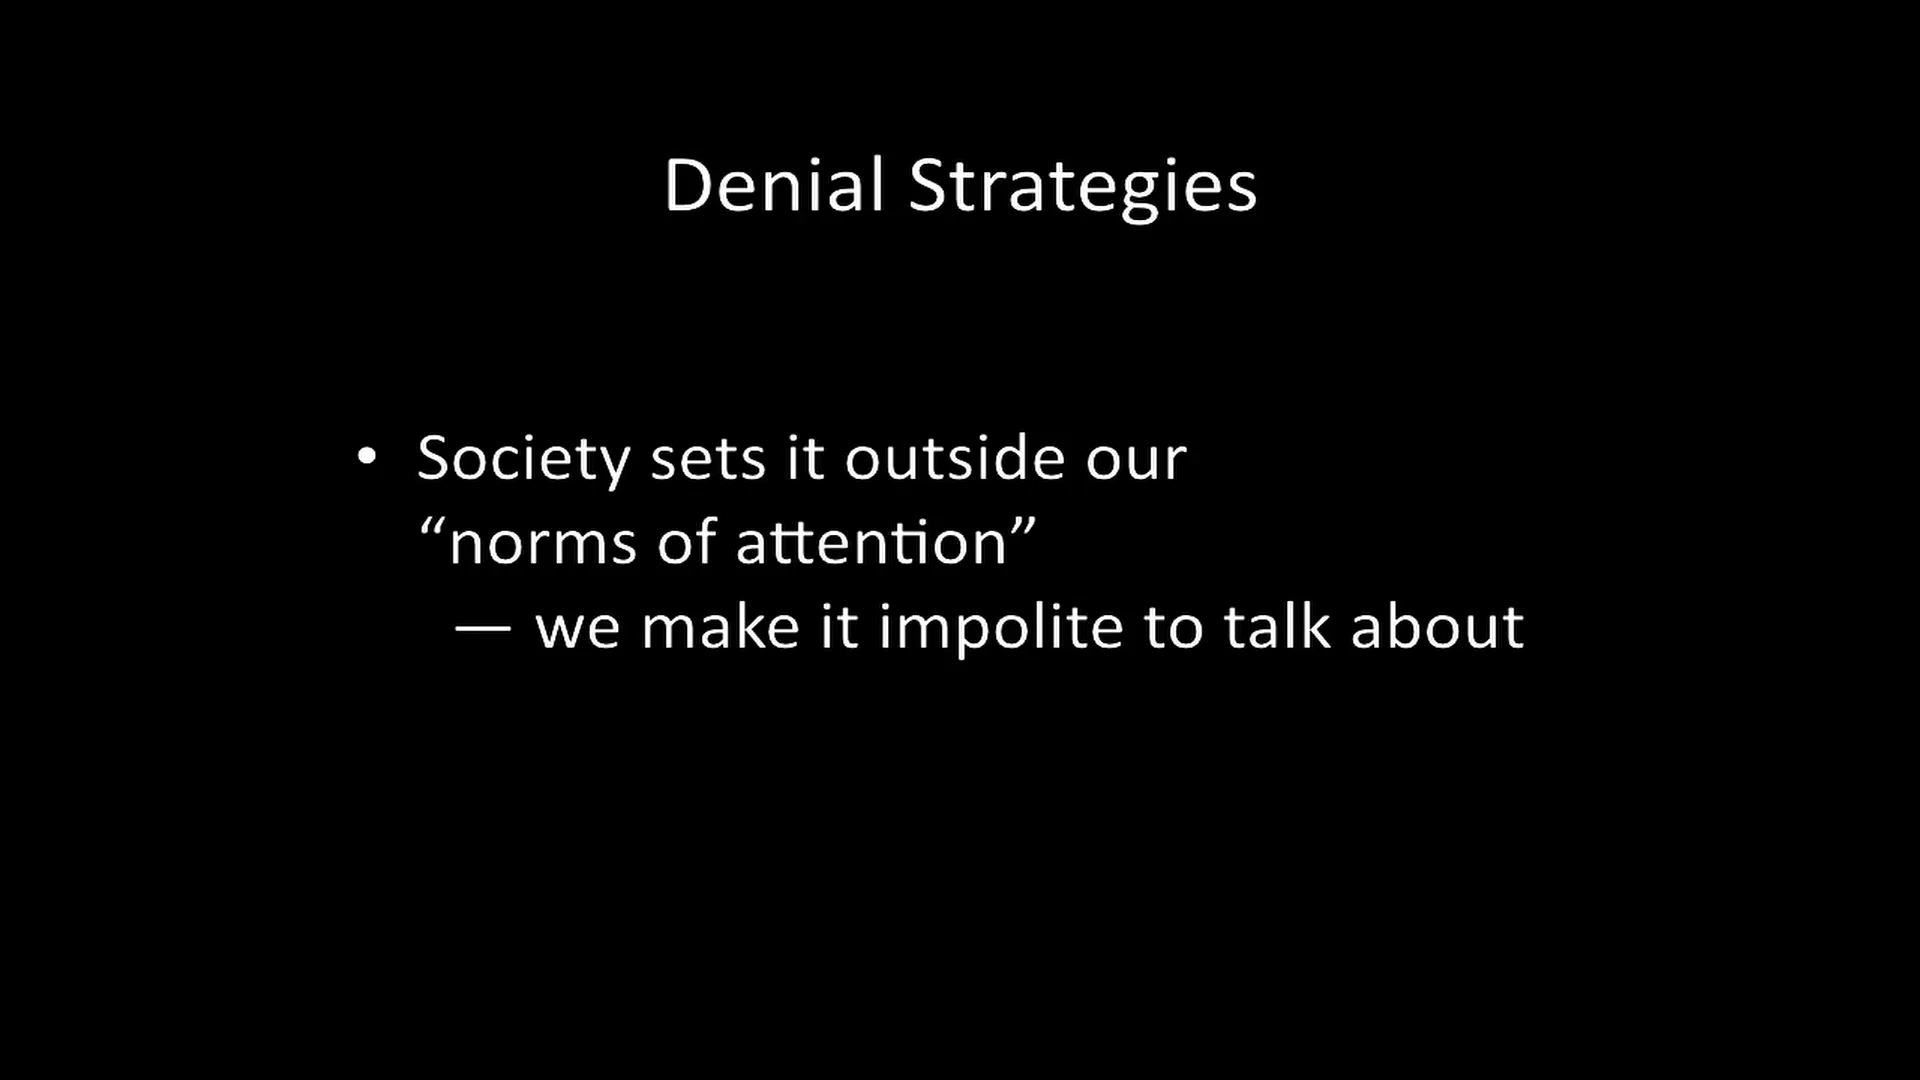 Denial Strategies
• Society sets it outside our
“norms of attention”
— we make it impolite to talk about